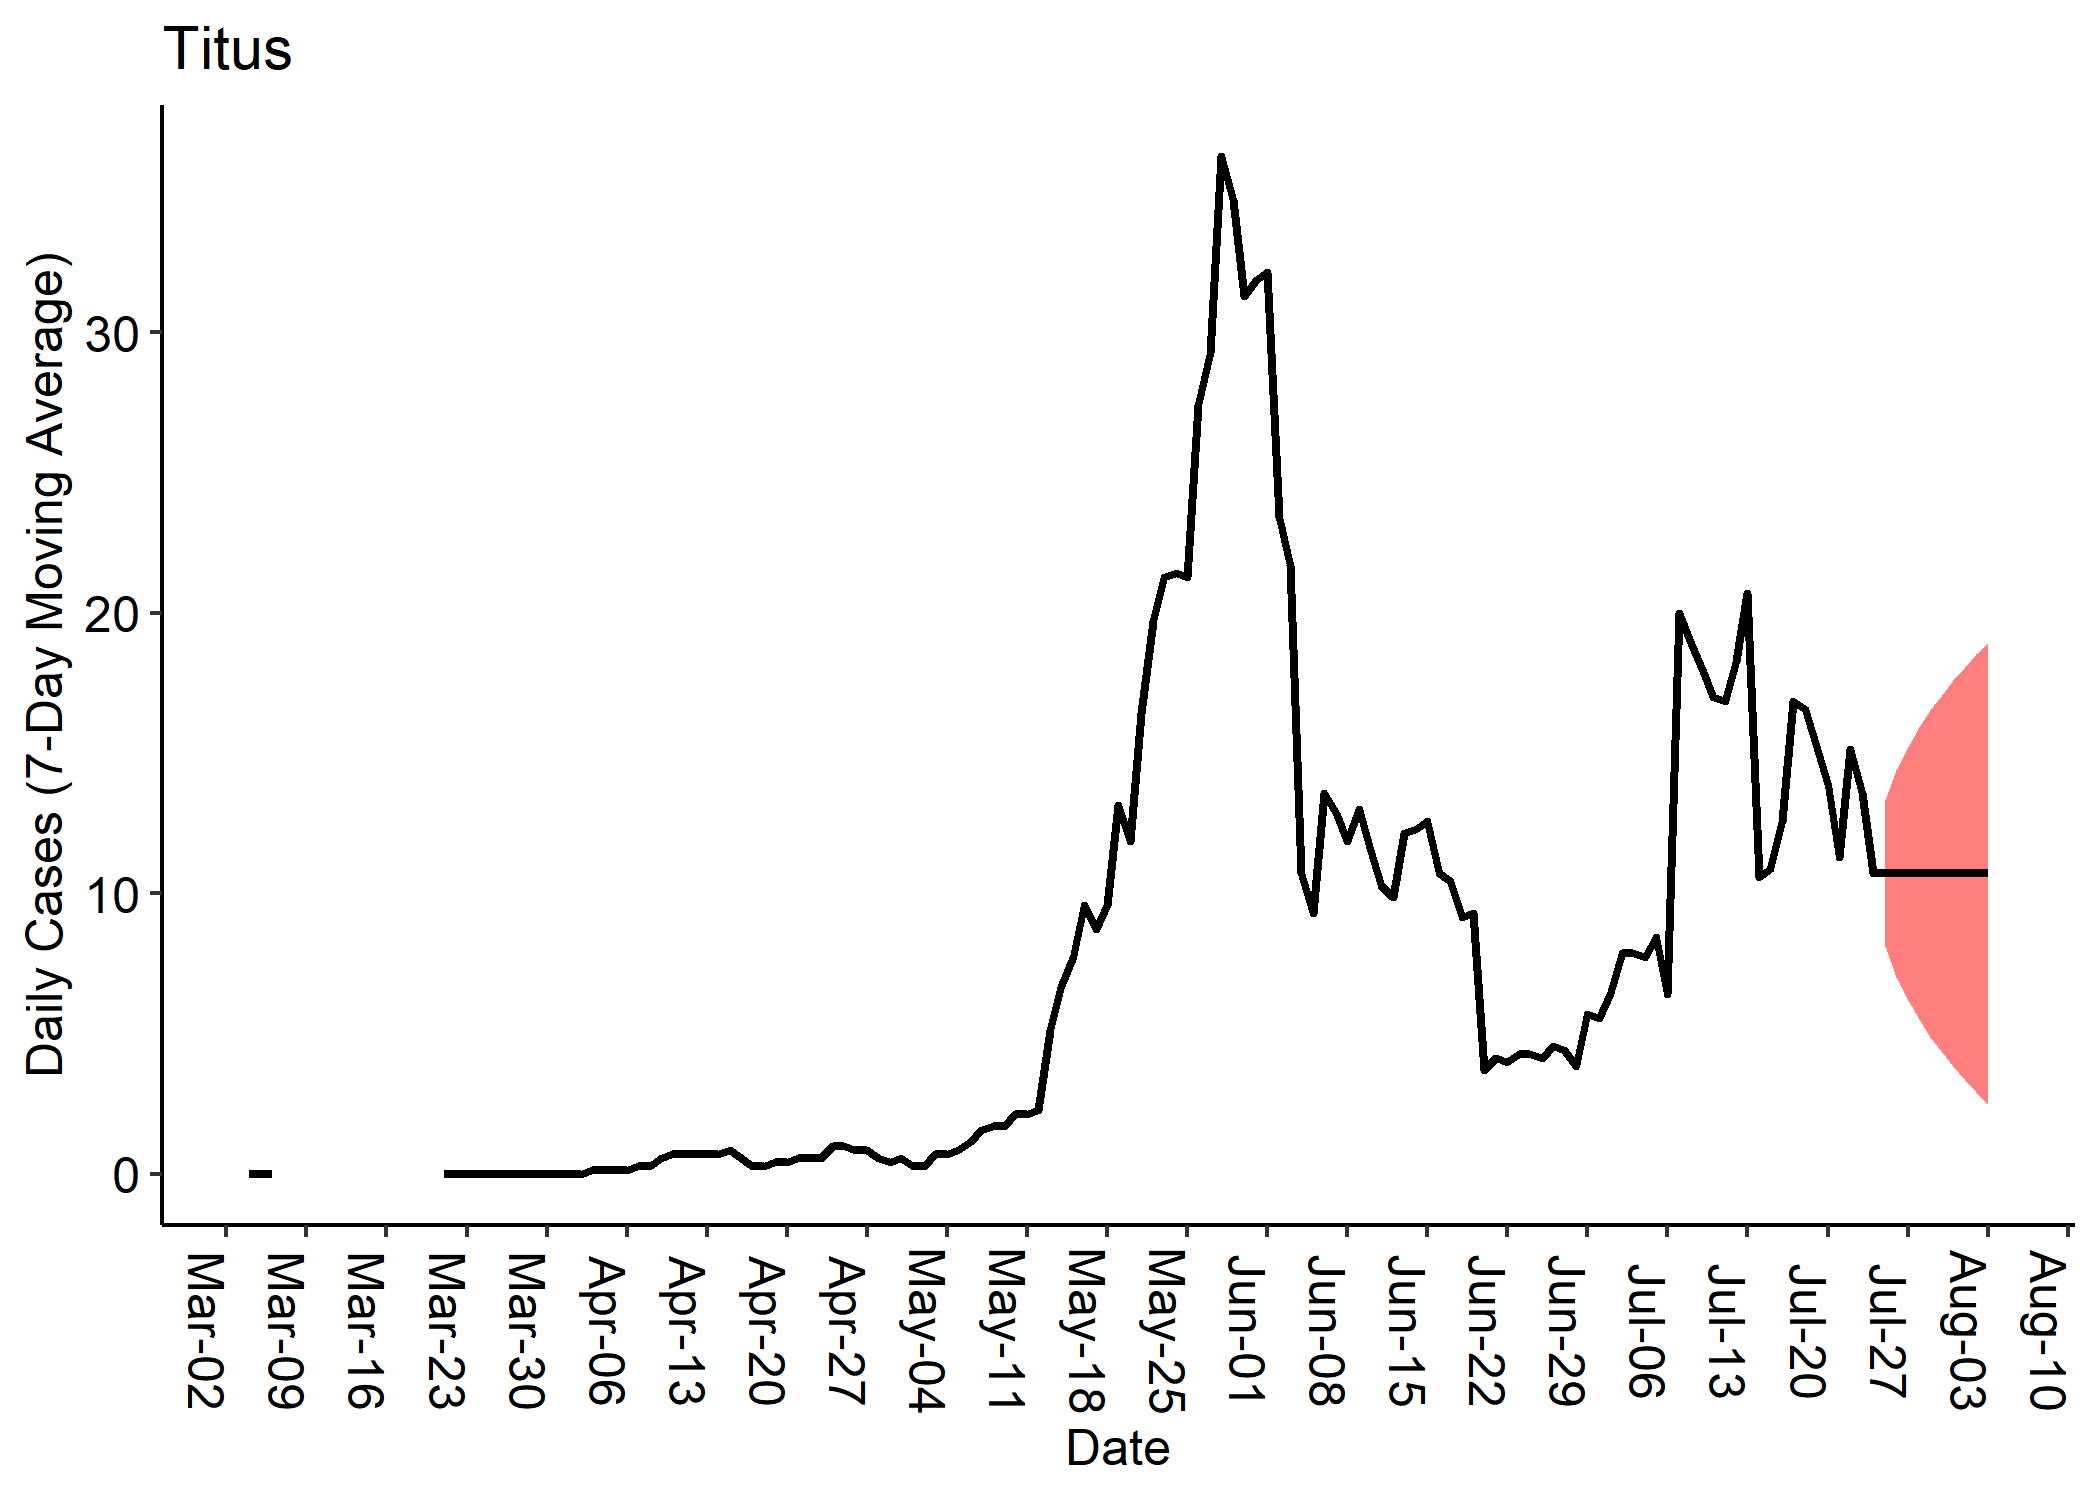 Titus
Daily Cases (7-Day Moving Average)
30
20
10
0
Mar-02
Mar-09
Mar-16
Mar-23
Mar-30
Apr-06
Apr-13
Apr-20
Apr-27
May-04
May-11
May-18
May-25
Jun-01
Jun-08
Jun-15
Jun-22
Jun-29
Jul-06
Jul-13
Jul-20
Jul-27
Aug-03
Aug-10
Date